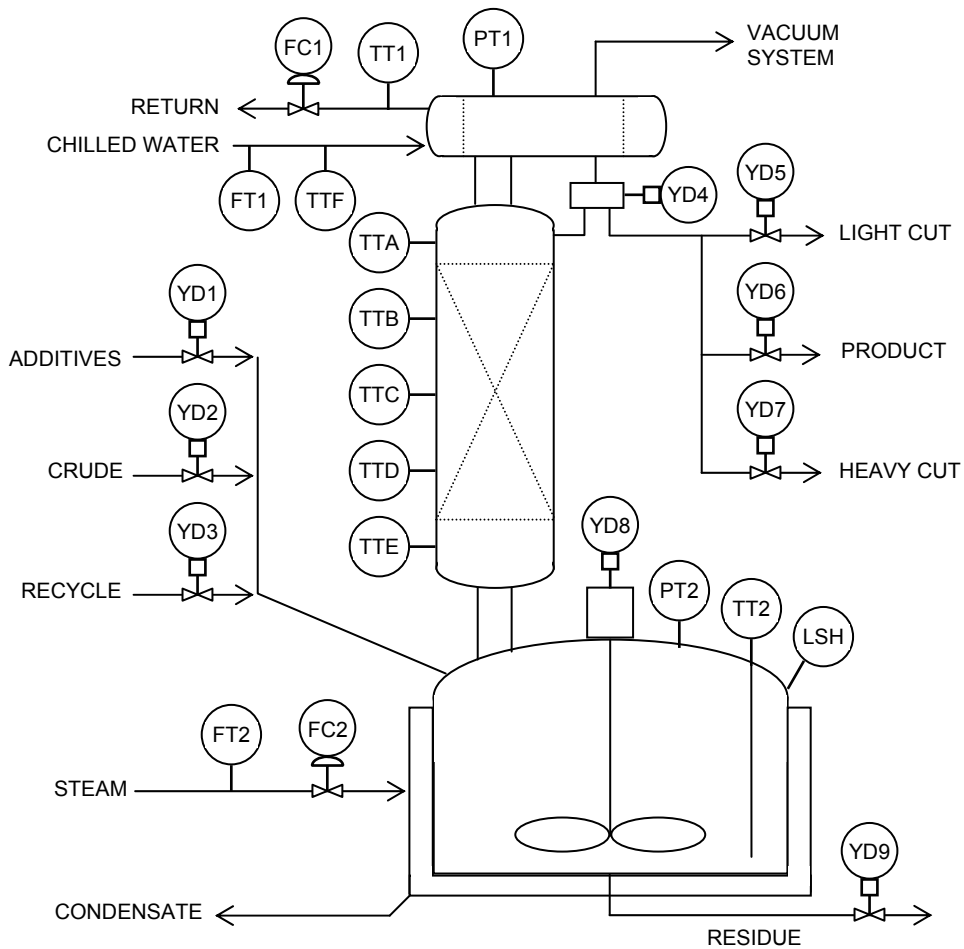 VACUUM
SYSTEM
FC1
TT1
PT1
RETURN
CHILLED WATER
FT1
TTF
YD4
YD5
LIGHT CUT
TTA
YD1
TTB
YD6
ADDITIVES
PRODUCT
TTC
YD2
YD7
CRUDE
TTD
HEAVY CUT
YD3
TTE
YD8
RECYCLE
PT2
TT2
LSH
FT2
FC2
STEAM
YD9
CONDENSATE
RESIDUE